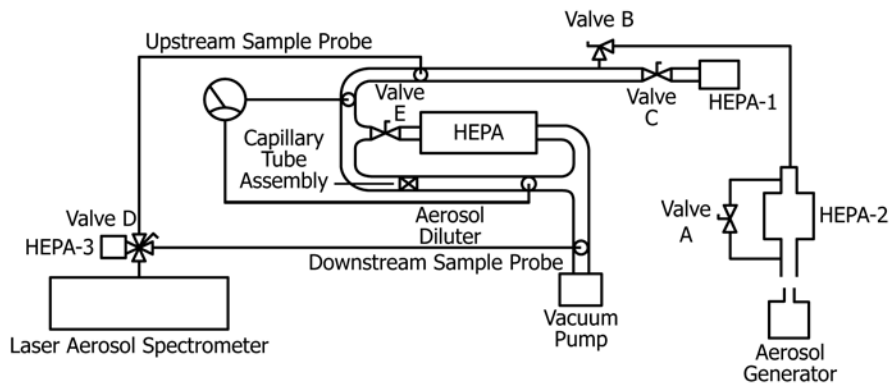 Valve B
Upstream Sample Probe
Valve
E
Valve
C
HEPA-1
HEPA
Capillary
Tube
Assembly
Valve D
HEPA-3
Aerosol
Diluter
Downstream Sample Probe
Valve
A
HEPA-2
Vacuum
Pump
Laser Aerosol Spectrometer
Aerosol
Generator